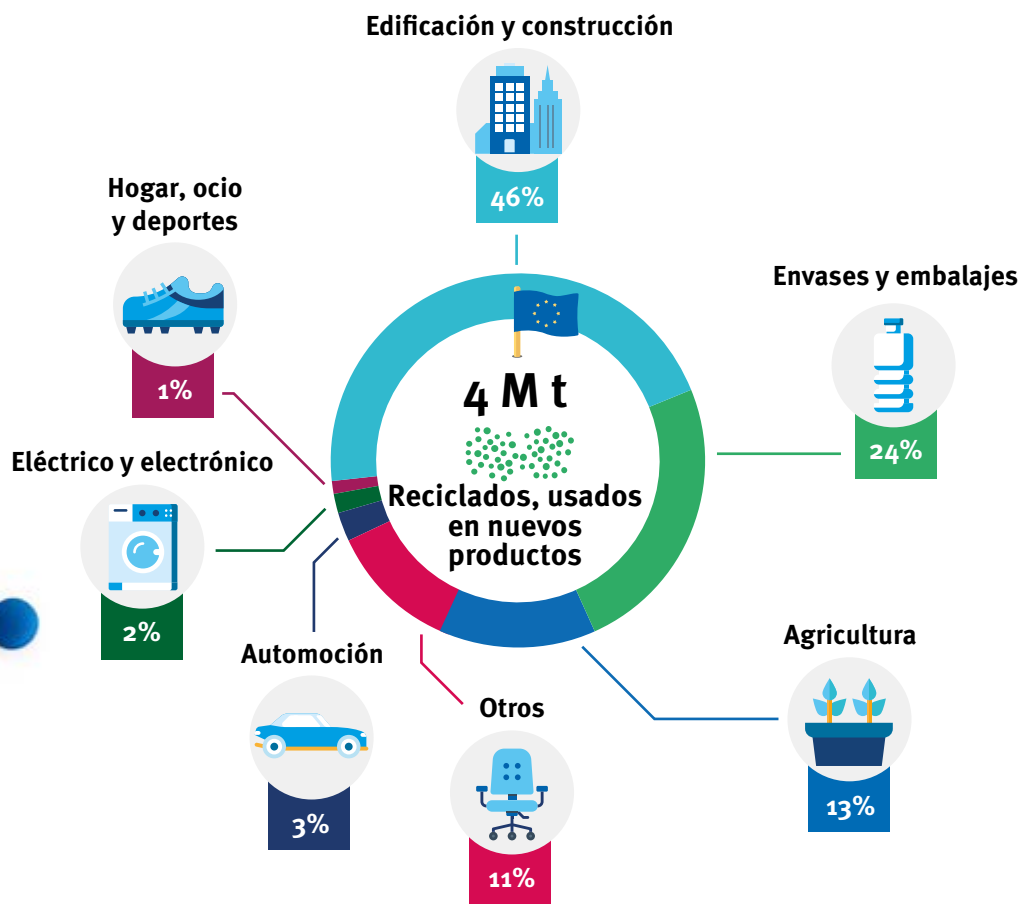 Edificación y construcción
46%
Hogar, ocio
y deportes
1%
Envases y embalajes
24%
4 M t
Reciclados, usados
en nuevos
productos
Eléctrico y electrónico
2%
Automoción
3%
Otros
11%
Agricultura
13%